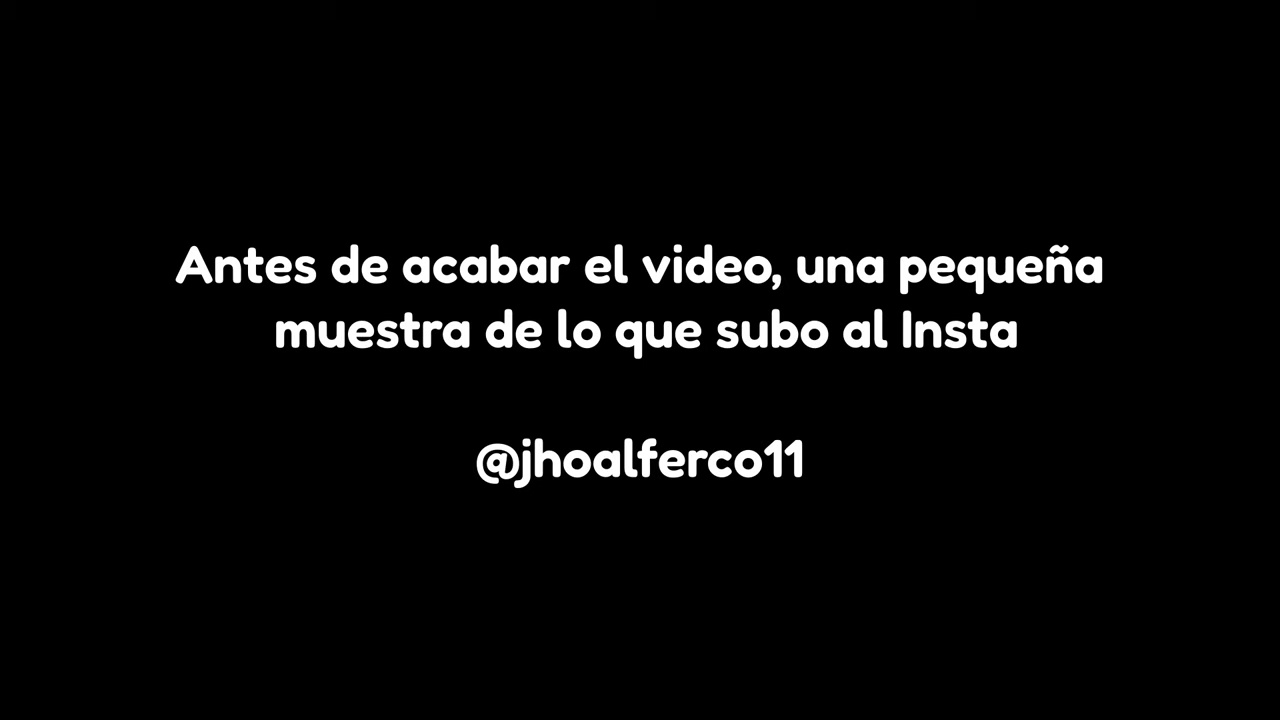 Antes de acabar el video, una pequeña
muestra de lo que subo al Insta
@jhoalferco11